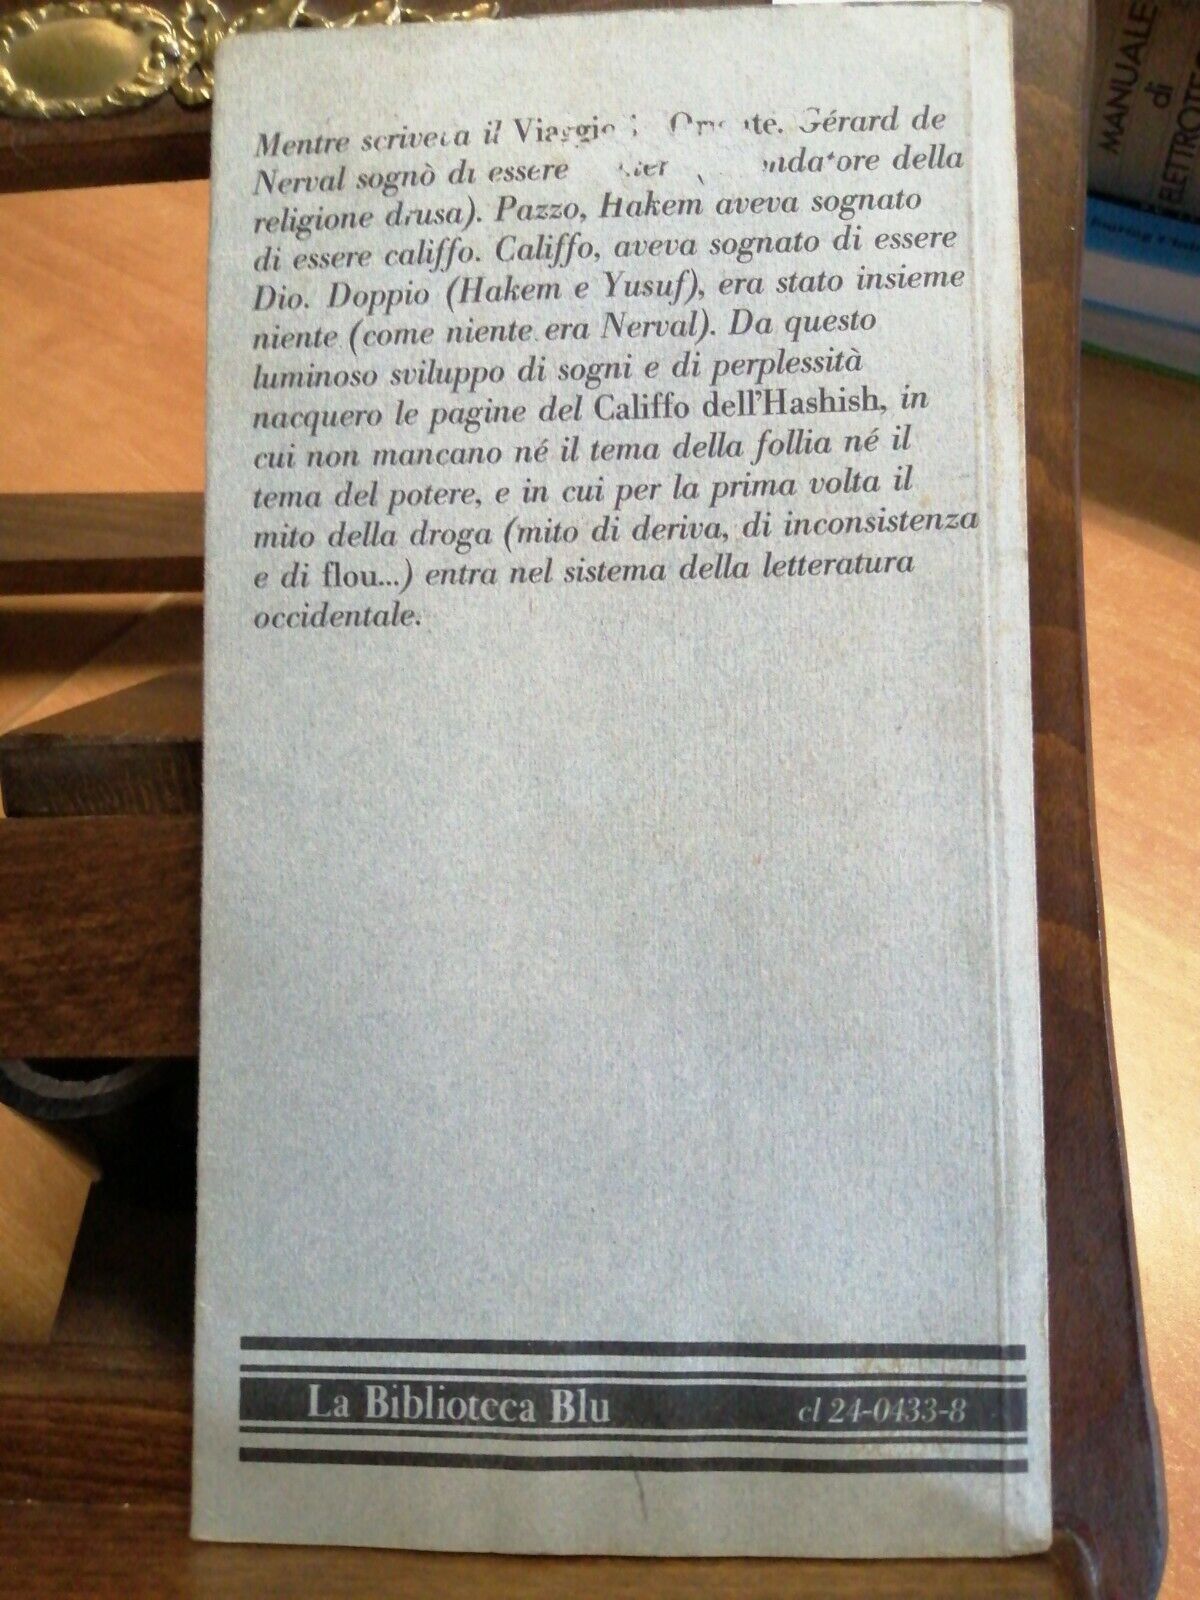 Mentre scriveva il Viaggio Gérard de
Nerval sognò di essere della
religione drusa). Pazzo, Hakem aveva sognato
di essere califfo. Califfo, aveva sognato di essere
Dio. Doppio (Hakem e Yusuf), era stato insieme
niente (come niente era Nerval). Da questo
luminoso sviluppo di sogni e di perplessità
nacquero le pagine del Califfo dell'Hashish, in
cui non mancano né il tema della follia né il
tema del potere, e in cui per la prima volta il
mito della droga (mito di deriva, di inconsistenza
e di flou...) entra nel sistema della letteratura
occidentale.
La Biblioteca Blu
cl 24-0433-8
MANUALE
di